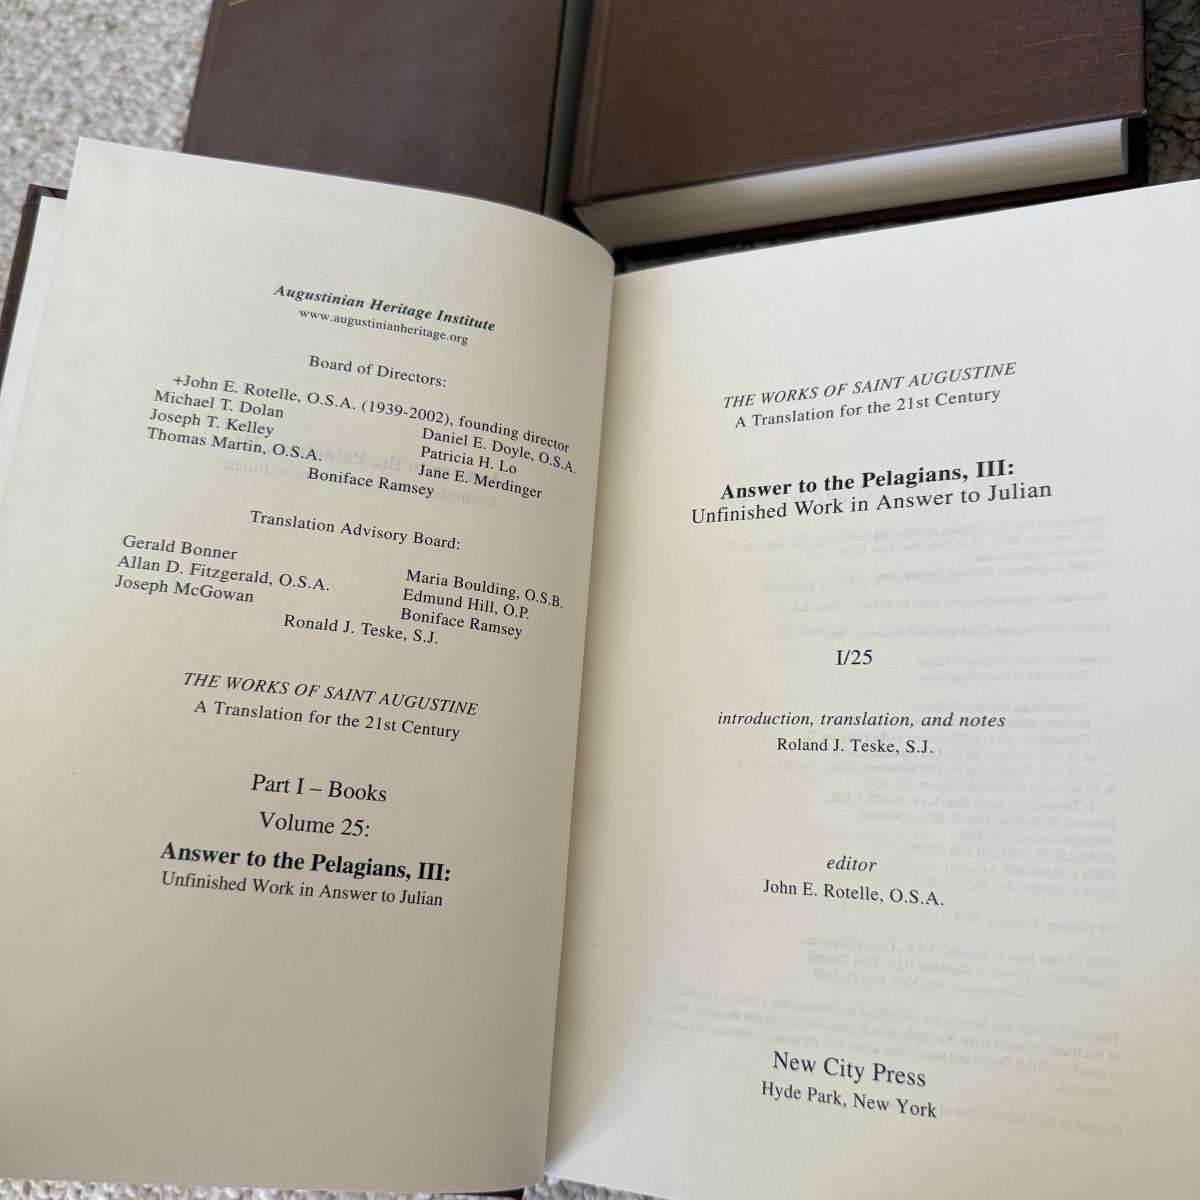 Augustinian Heritage Institute
www.augustinianheritage.org
Board of Directors:
+John E. Rotelle, O.S.A. (1939-2002), founding director
Michael T. Dolan
Joseph T. Kelley
Thomas Martin, O.S.A.
Daniel E. Doyle, O.S.A.
Patricia H. Lo
Jane E. Merdinger
Boniface Ramsey
Translation Advisory Board:
Gerald Bonner
Allan D. Fitzgerald, O.S.A.
Joseph McGowan
Maria Boulding, O.S.B.
Edmund Hill, O.P.
Boniface Ramsey
Ronald J. Teske, S.J.
THE WORKS OF SAINT AUGUSTINE
A Translation for the 21st Century
Part I – Books
Volume 25:
Answer to the Pelagians, III:
Unfinished Work in Answer to Julian
THE WORKS OF SAINT AUGUSTINE
A Translation for the 21st Century
Answer to the Pelagians, III:
Unfinished Work in Answer to Julian
I/25
introduction, translation, and notes
Roland J. Teske, S.J.
editor
John E. Rotelle, O.S.A.
New City Press
Hyde Park, New York